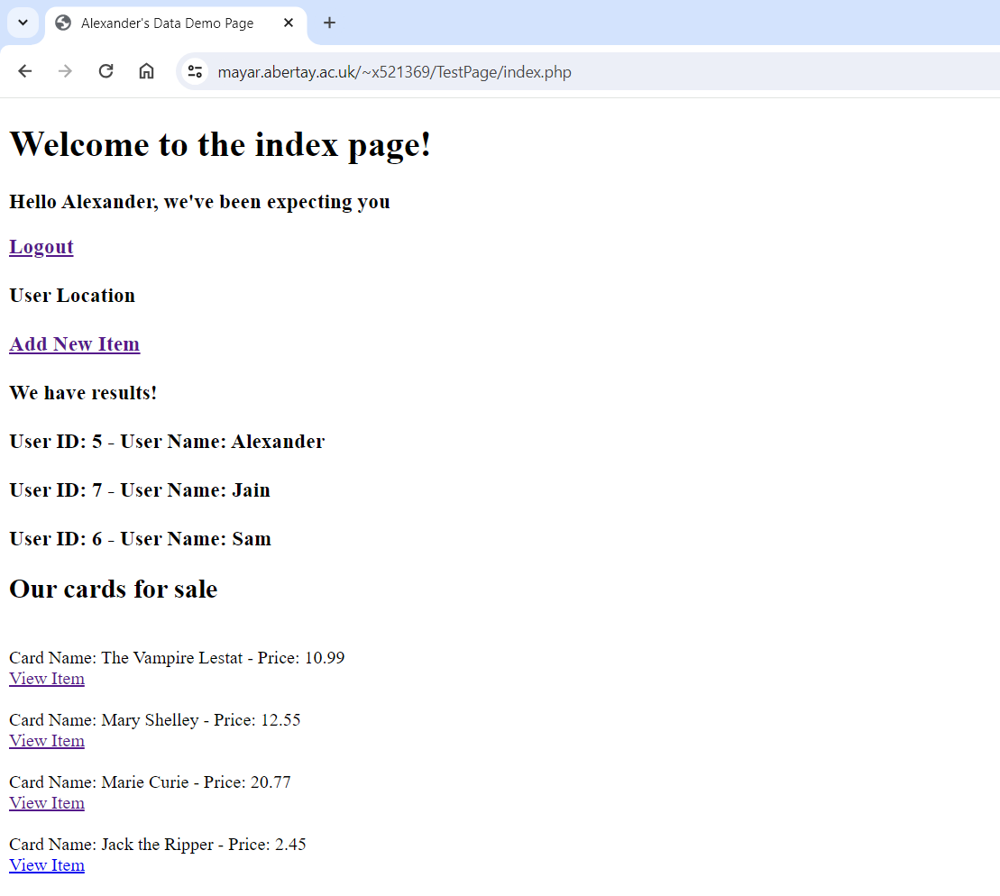 Alexander's Data Demo Page
mayar.abertay.ac.uk/~x521369/TestPage/index.php
Welcome to the index page!
Hello Alexander, we've been expecting you
Logout
User Location
Add New Item
We have results!
User ID: 5 - User Name: Alexander
User ID: 7 - User Name: Jain
User ID: 6 - User Name: Sam
Our cards for sale
Card Name: The Vampire Lestat - Price: 10.99
View Item
Card Name: Mary Shelley - Price: 12.55
View Item
Card Name: Marie Curie - Price: 20.77
View Item
Card Name: Jack the Ripper - Price: 2.45
View Item